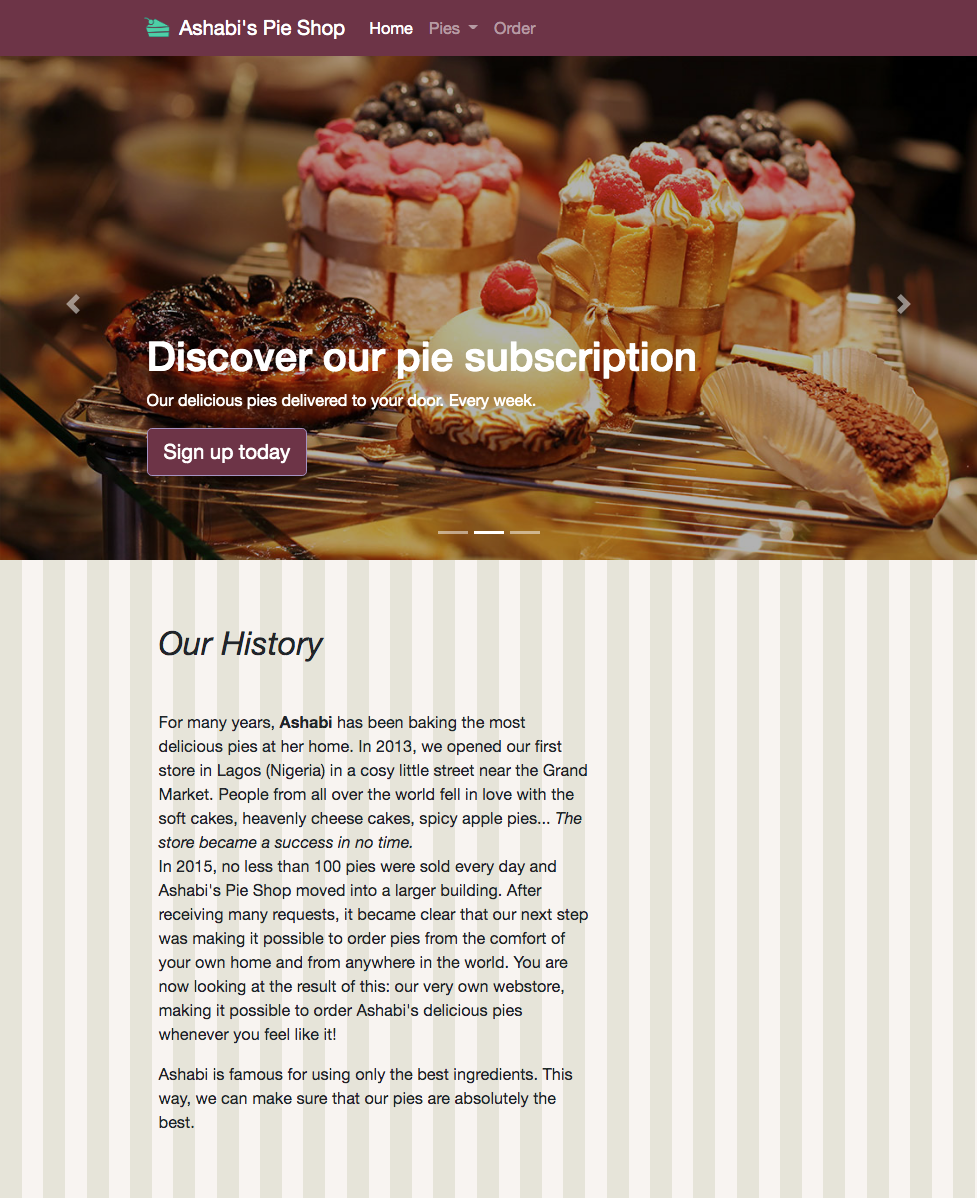 Ashabi's Pie Shop Home Pies Order
Discover our pie subscription
Our delicious pies delivered to your door. Every week.
Sign up today
Our History
For many years, Ashabi has been baking the most
delicious pies at her home. In 2013, we opened our first
store in Lagos (Nigeria) in a cosy little street near the Grand
Market. People from all over the world fell in love with the
soft cakes, heavenly cheese cakes, spicy apple pies... The
store became a success in no time.
In 2015, no less than 100 pies were sold every day and
Ashabi's Pie Shop moved into a larger building. After
receiving many requests, it became clear that our next step
was making it possible to order pies from the comfort of
your own home and from anywhere in the world. You are
now looking at the result of this: our very own webstore,
making it possible to order Ashabi's delicious pies
whenever you feel like it!
Ashabi is famous for using only the best ingredients. This
way, we can make sure that our pies are absolutely the
best.